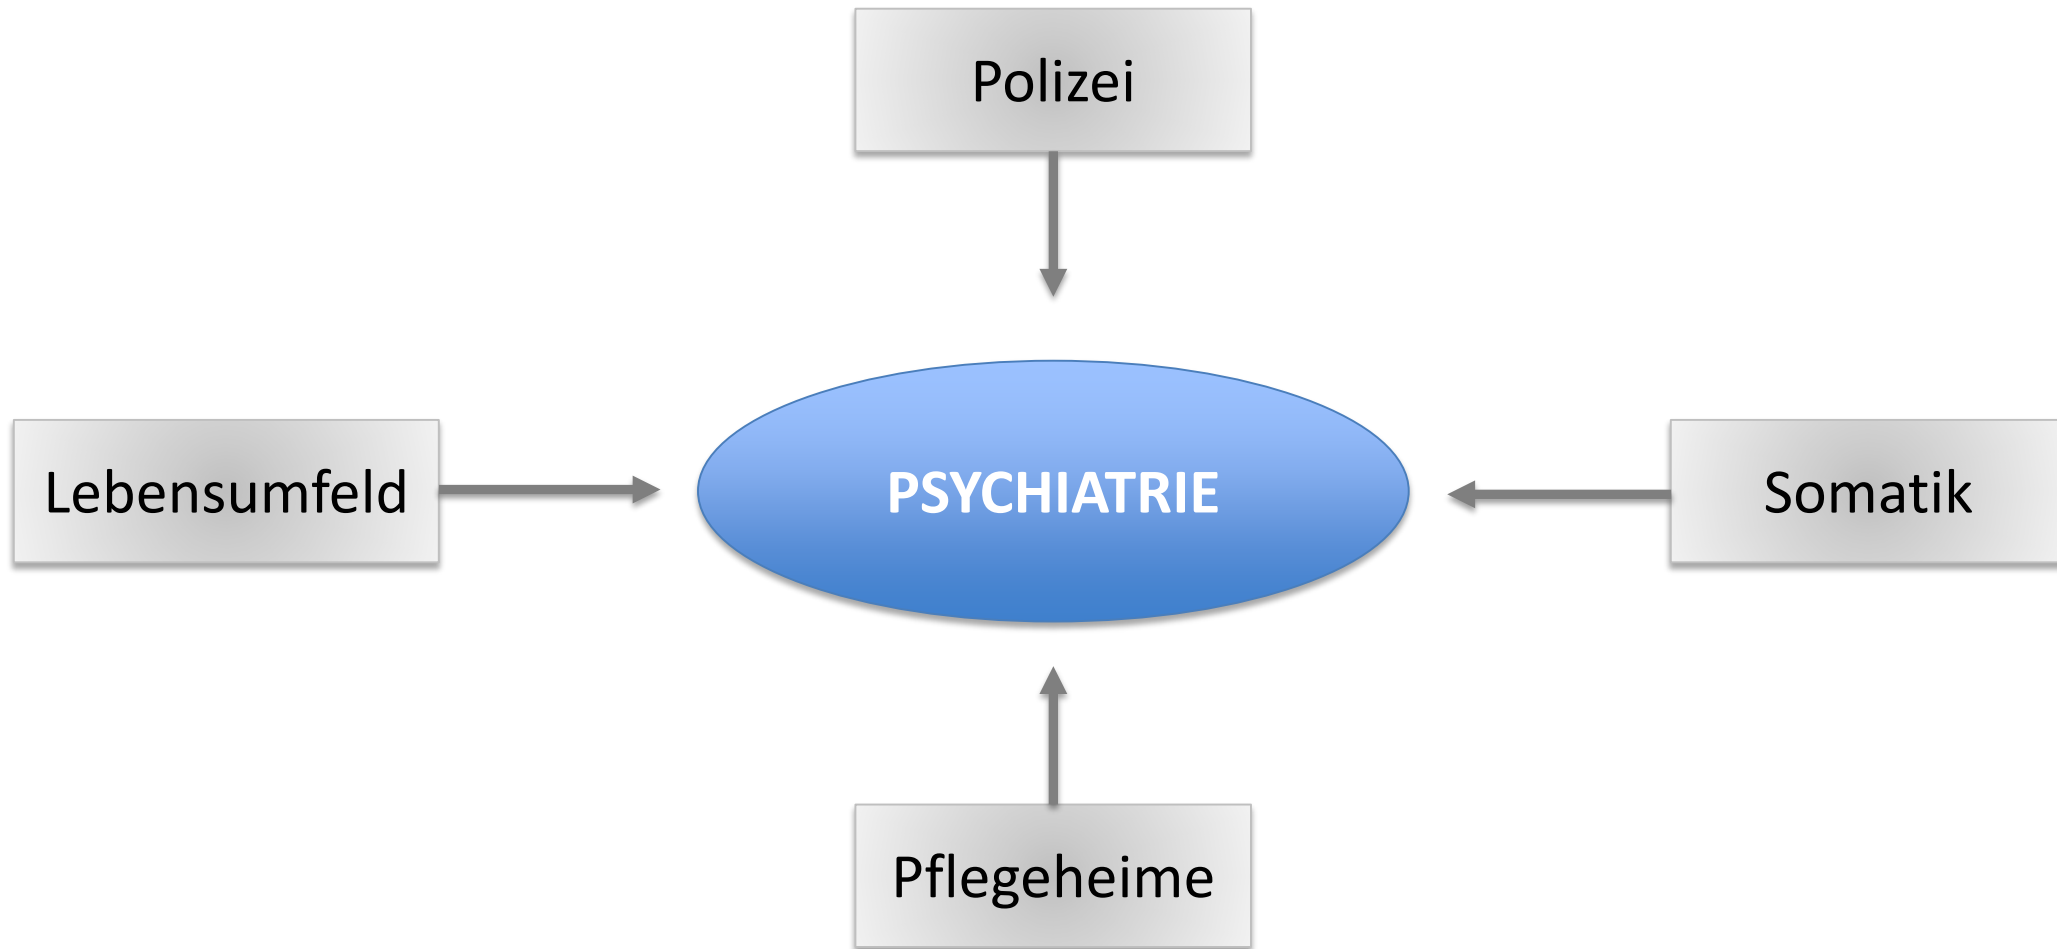 Polizei
Lebensumfeld
PSYCHIATRIE
Somatik
Pflegeheime